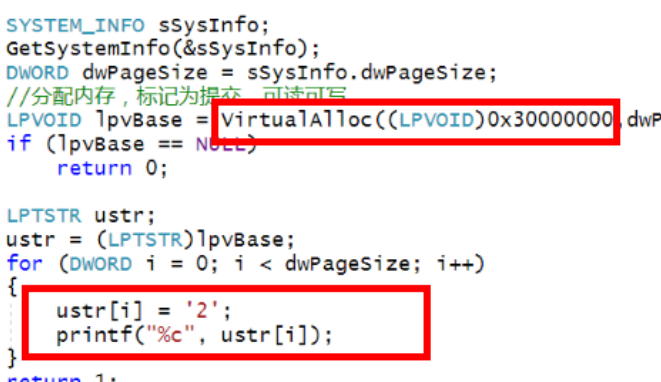 SYSTEM_INFO sSysInfo;
GetSystemInfo(&sSysInfo);
DWORD dwPageSize = sSysInfo.dwPageSize;
//分配内存，标记为提交，可读可写
LPVOID lpvBase = VirtualAlloc((LPVOID)0x30000000,dwP
if (lpvBase == NULL)
return 0;
LPTSTR ustr;
ustr = (LPTSTR)lpvBase;
for (DWORD i = 0; i < dwPageSize; i++)
{
ustr[i] = '2';
printf("%c", ustr[i]);
}
return 1;